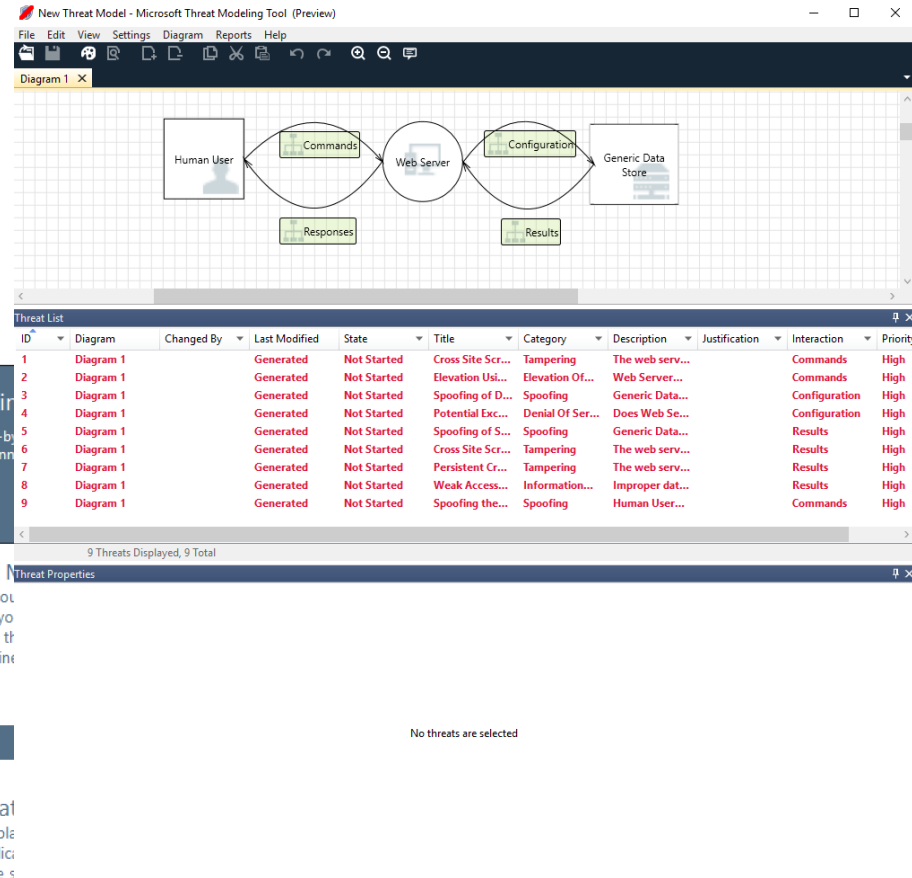 New Threat Model - Microsoft Threat Modeling Tool (Preview)
File Edit View Settings Diagram Reports Help
Diagram 1
Commands
Configuration
Human User
Web Server
Generic Data
Store
Responses
Results
Threat List
ID Diagram Changed By Last Modified State Title Category Description Justification Interaction Priority
1 Diagram 1 Generated Not Started Cross Site Scr... Tampering The web serv... Commands High
2 Diagram 1 Generated Not Started Elevation Usi... Elevation Of... Web Server... Commands High
3 Diagram 1 Generated Not Started Spoofing of D... Spoofing Generic Data... Configuration High
4 Diagram 1 Generated Not Started Potential Exc... Denial Of Ser... Does Web Se... Configuration High
5 Diagram 1 Generated Not Started Spoofing of S... Spoofing Generic Data... Results High
6 Diagram 1 Generated Not Started Cross Site Scr... Tampering The web serv... Results High
7 Diagram 1 Generated Not Started Persistent Cr... Tampering The web serv... Results High
8 Diagram 1 Generated Not Started Weak Access... Information... Improper dat... Results High
9 Diagram 1 Generated Not Started Spoofing the... Spoofing Human User... Commands High
9 Threats Displayed, 9 Total
Threat Properties
No threats are selected